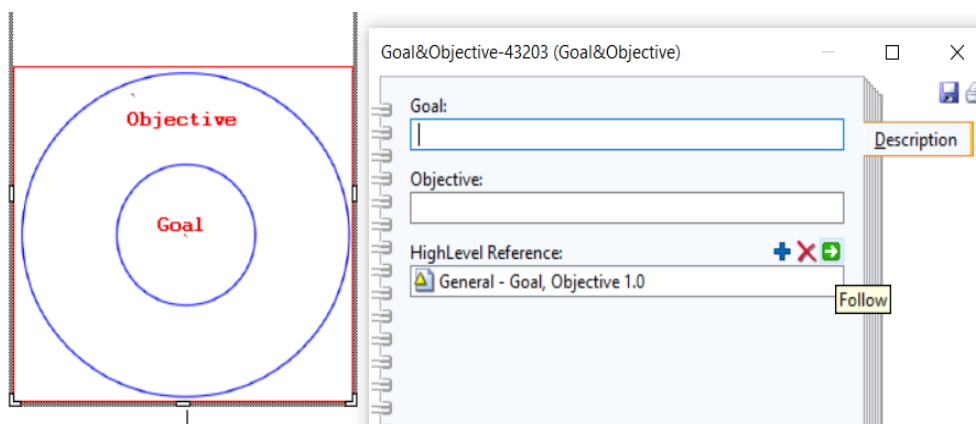 Objective
Goal
Goal&Objective-43203 (Goal&Objective)
Goal:
Description
Objective:
HighLevel Reference:
General - Goal, Objective 1.0
Follow